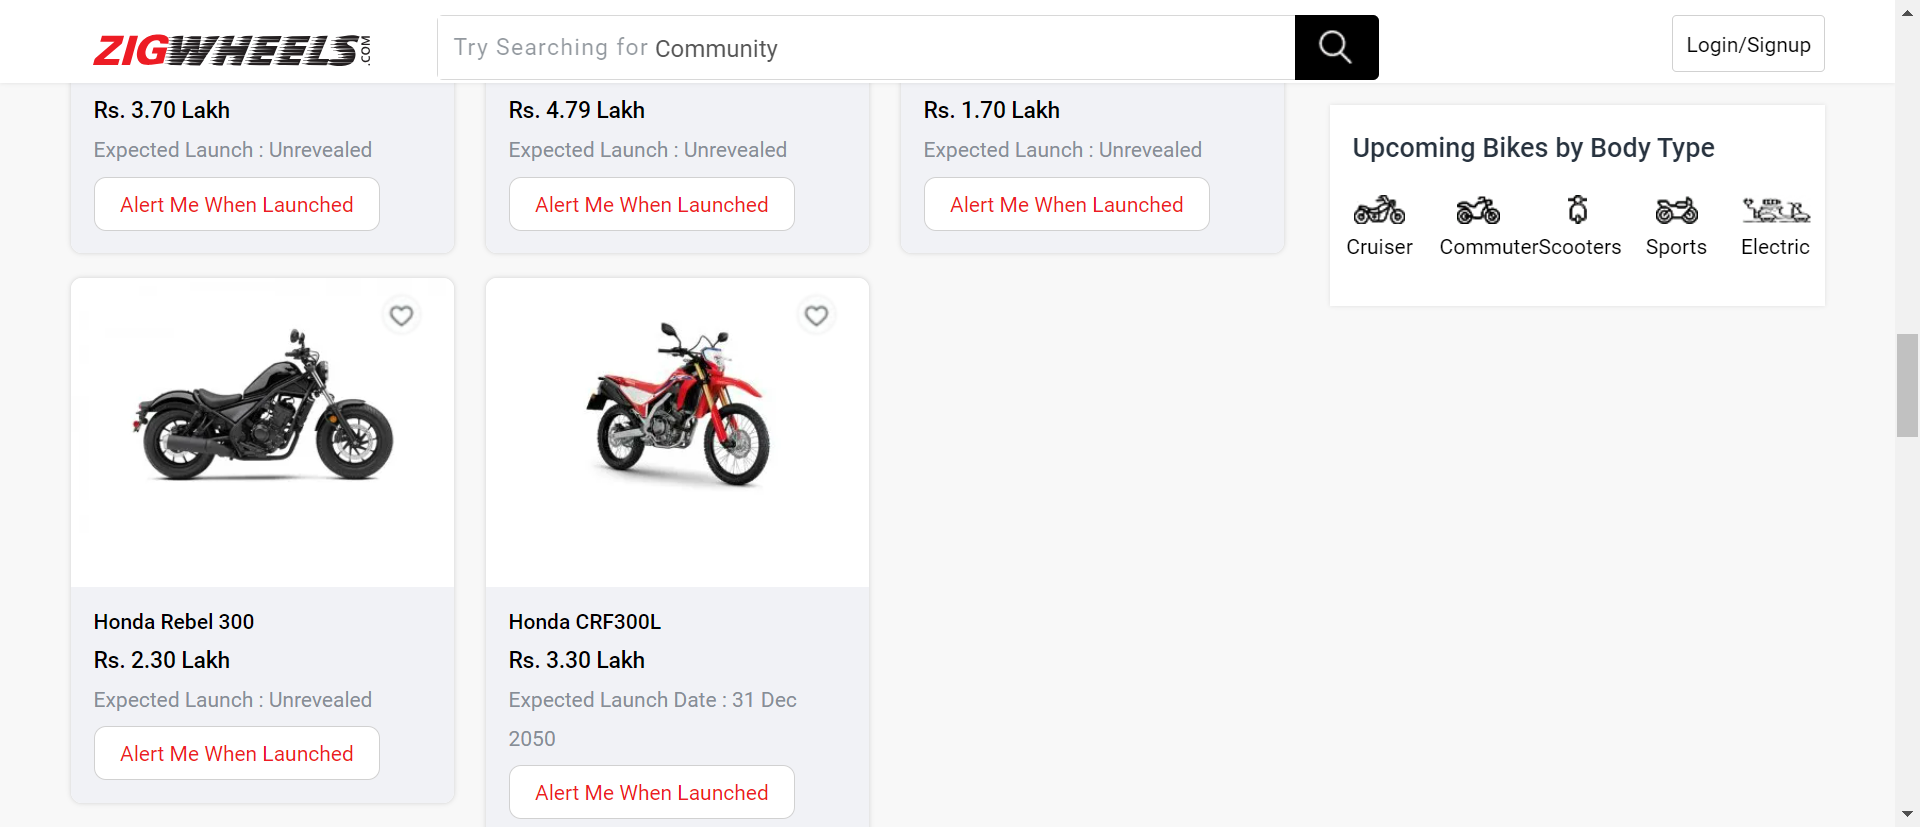 ZIGWHEELS.COM
Try Searching for Community
Login/Signup
Rs. 3.70 Lakh
Expected Launch : Unrevealed
Alert Me When Launched
Rs. 4.79 Lakh
Expected Launch : Unrevealed
Alert Me When Launched
Rs. 1.70 Lakh
Expected Launch : Unrevealed
Alert Me When Launched
Upcoming Bikes by Body Type
Cruiser
Commuter
Scooters
Sports
Electric
Honda Rebel 300
Rs. 2.30 Lakh
Expected Launch : Unrevealed
Alert Me When Launched
Honda CRF300L
Rs. 3.30 Lakh
Expected Launch Date : 31 Dec
2050
Alert Me When Launched